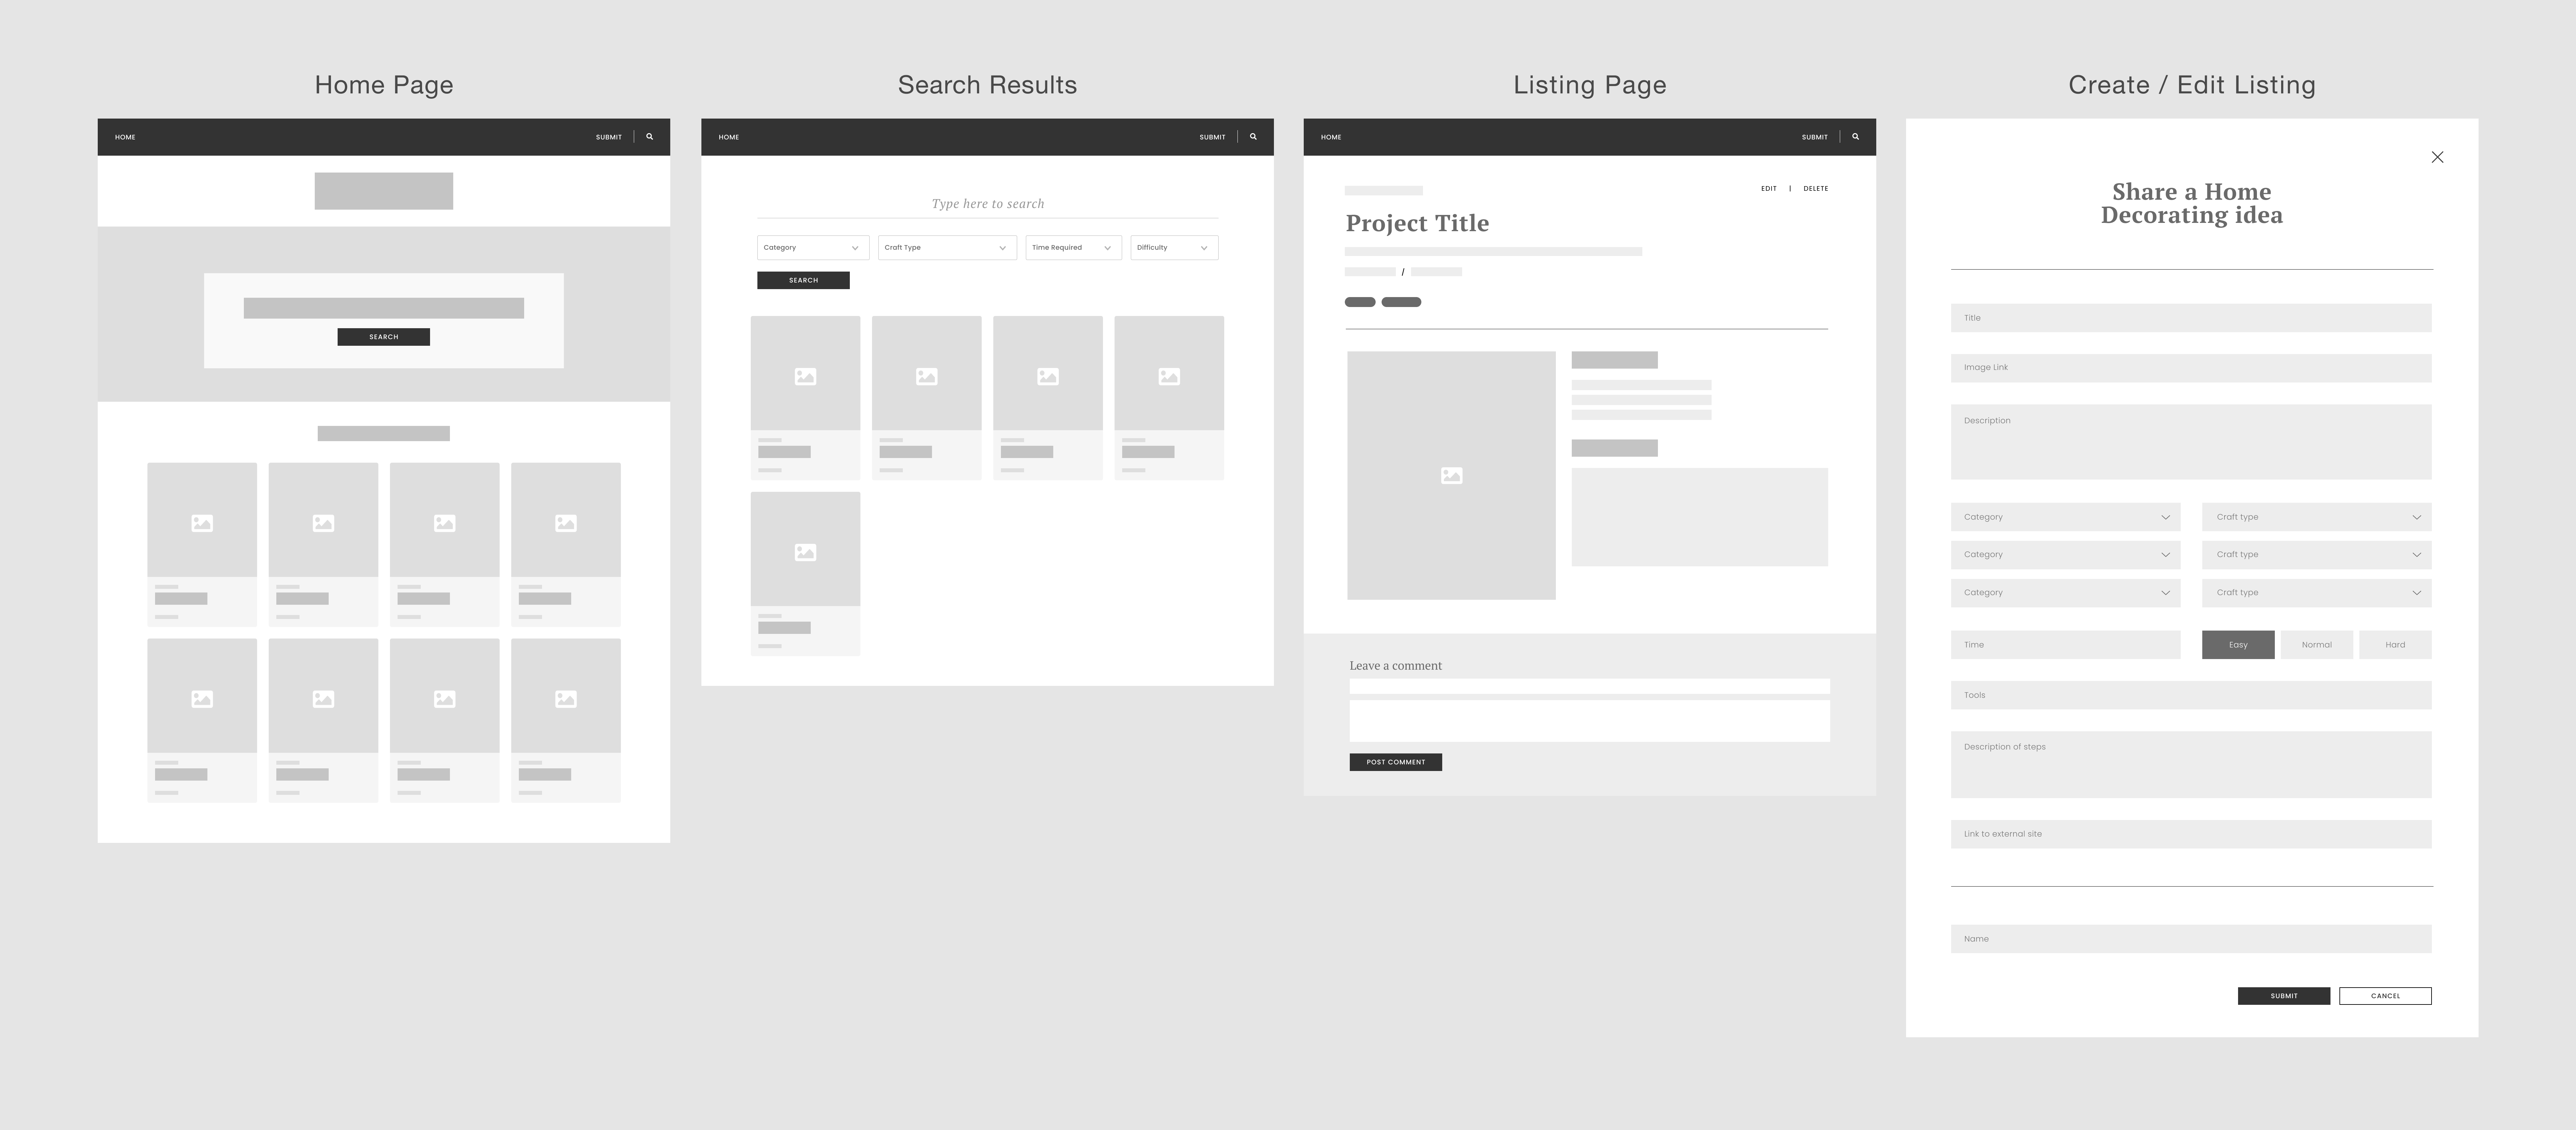 Home Page
HOME
SUBMIT
SEARCH
Search Results
HOME
SUBMIT
Type here to search
Category
Craft Type
Time Required
Difficulty
SEARCH
Listing Page
HOME
SUBMIT
EDIT | DELETE
Project Title
/
Leave a comment
POST COMMENT
Create / Edit Listing
Share a Home
Decorating idea
Title
Image Link
Description
Category
Craft type
Category
Craft type
Category
Craft type
Time
Easy
Normal
Hard
Tools
Description of steps
Link to external site
Name
SUBMIT
CANCEL